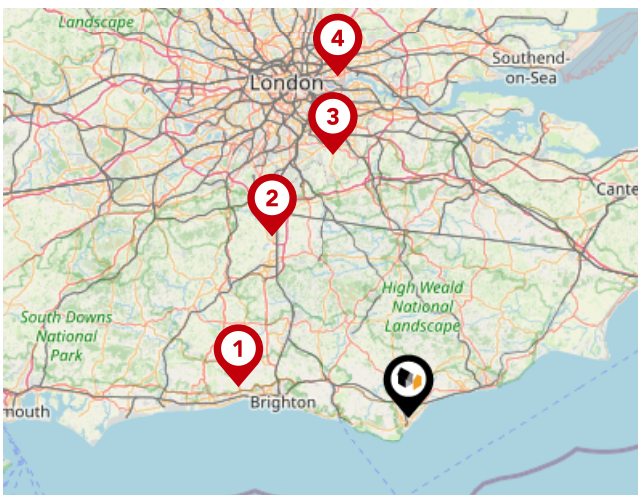 Landscape
4
London
Southend-
on-Sea
3
Cante
2
High Weald
National
Landscape
South Downs
National
Park
1
Brighton
mouth